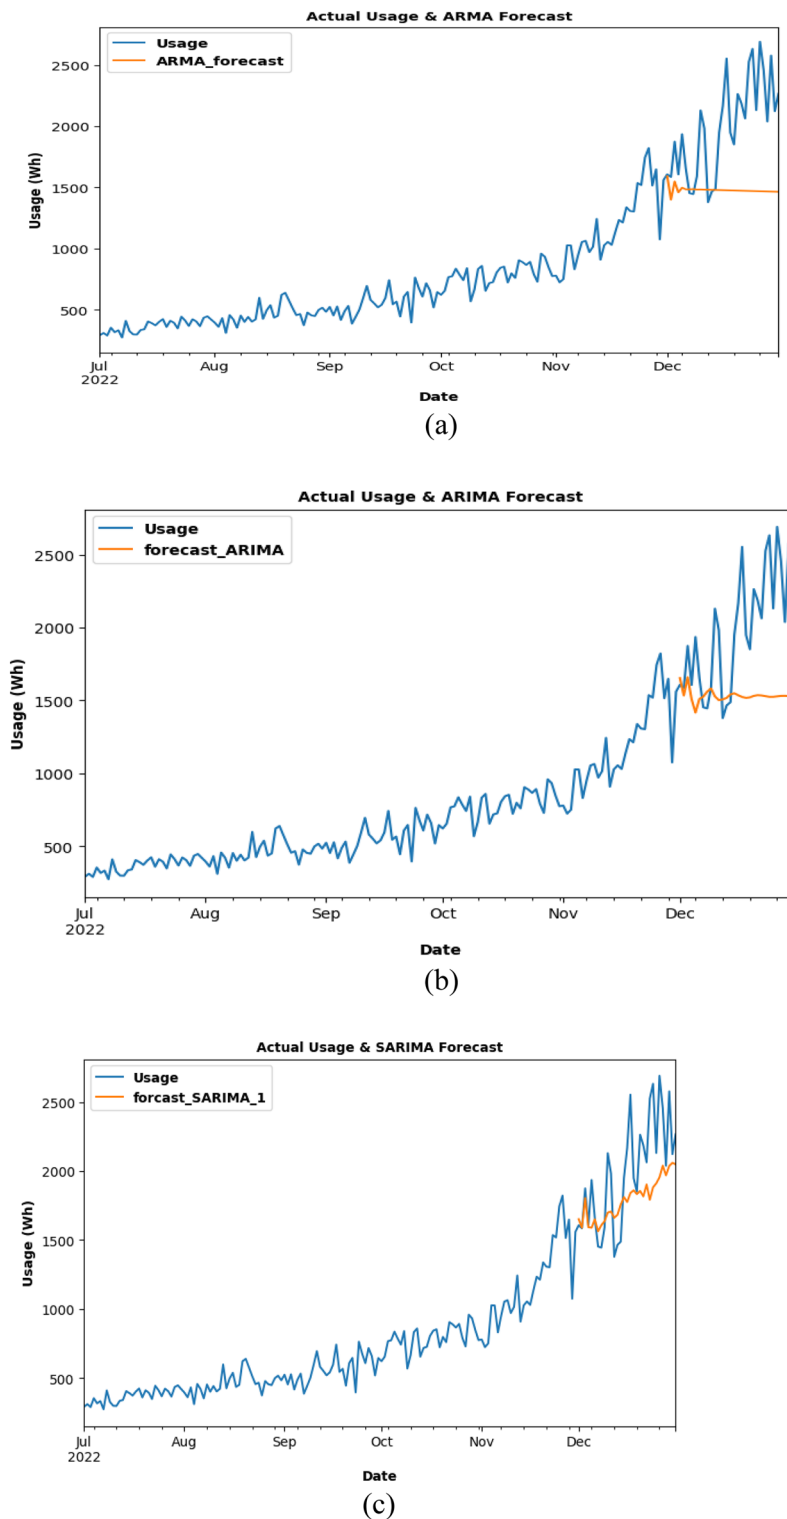 Actual Usage & ARMA Forecast
Usage
ARMA_forecast
2500
2000
1500
1000
500
Usage (Wh)
Jul Aug Sep Oct Nov Dec
2022
Date
(a)
Actual Usage & ARIMA Forecast
Usage
forecast_ARIMA
2500
2000
1500
1000
500
Usage (Wh)
Jul Aug Sep Oct Nov Dec
2022
Date
(b)
Actual Usage & SARIMA Forecast
Usage
forcast_SARIMA_1
2500
2000
1500
1000
500
Usage (Wh)
Jul Aug Sep Oct Nov Dec
2022
Date
(c)